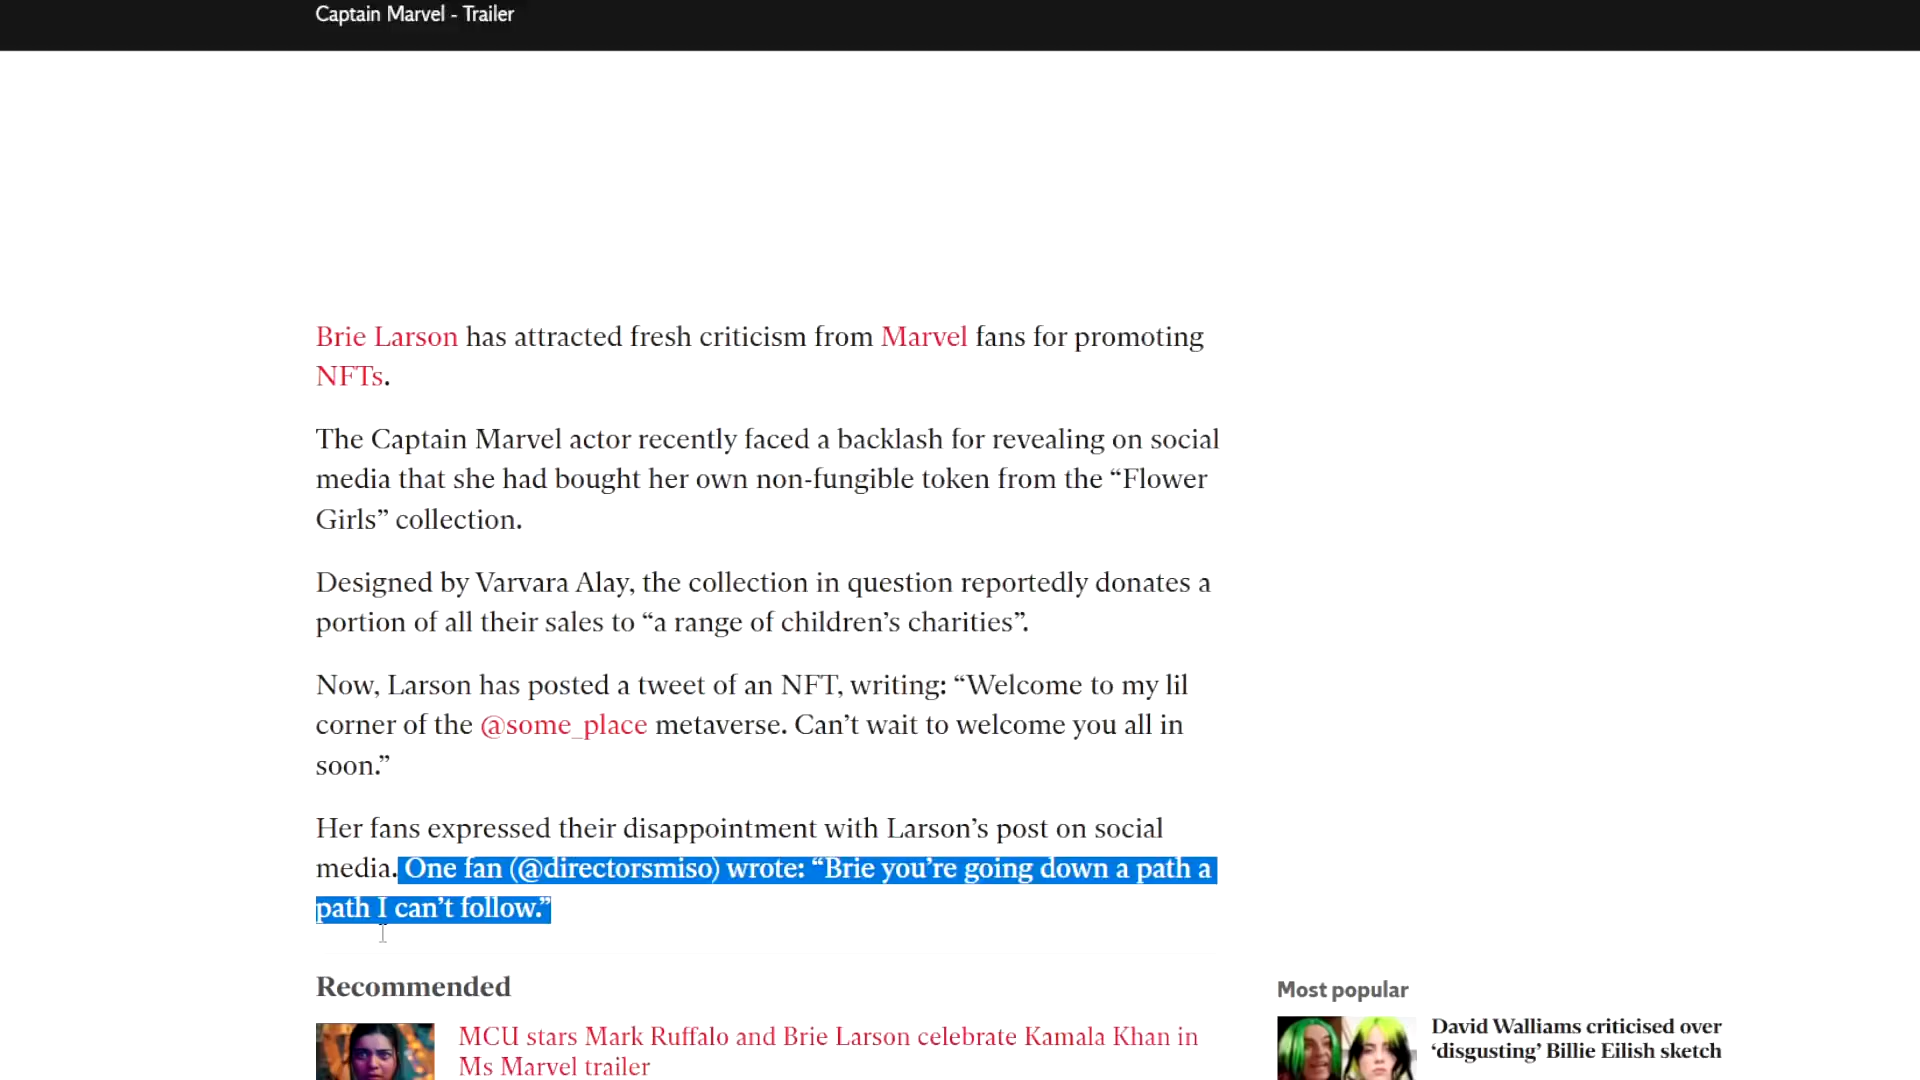 Captain Marvel - Trailer
Brie Larson has attracted fresh criticism from Marvel fans for promoting
NFTs.
The Captain Marvel actor recently faced a backlash for revealing on social
media that she had bought her own non-fungible token from the “Flower
Girls” collection.
Designed by Varvara Alay, the collection in question reportedly donates a
portion of all their sales to “a range of children’s charities”.
Now, Larson has posted a tweet of an NFT, writing: “Welcome to my lil
corner of the @some_place metaverse. Can’t wait to welcome you all in
soon.”
Her fans expressed their disappointment with Larson’s post on social
media. One fan (@directorsmiso) wrote: “Brie you’re going down a path a
path I can’t follow.”
Recommended
MCU stars Mark Ruffalo and Brie Larson celebrate Kamala Khan in
Ms Marvel trailer
Most popular
David Walliams criticised over
‘disgusting’ Billie Eilish sketch